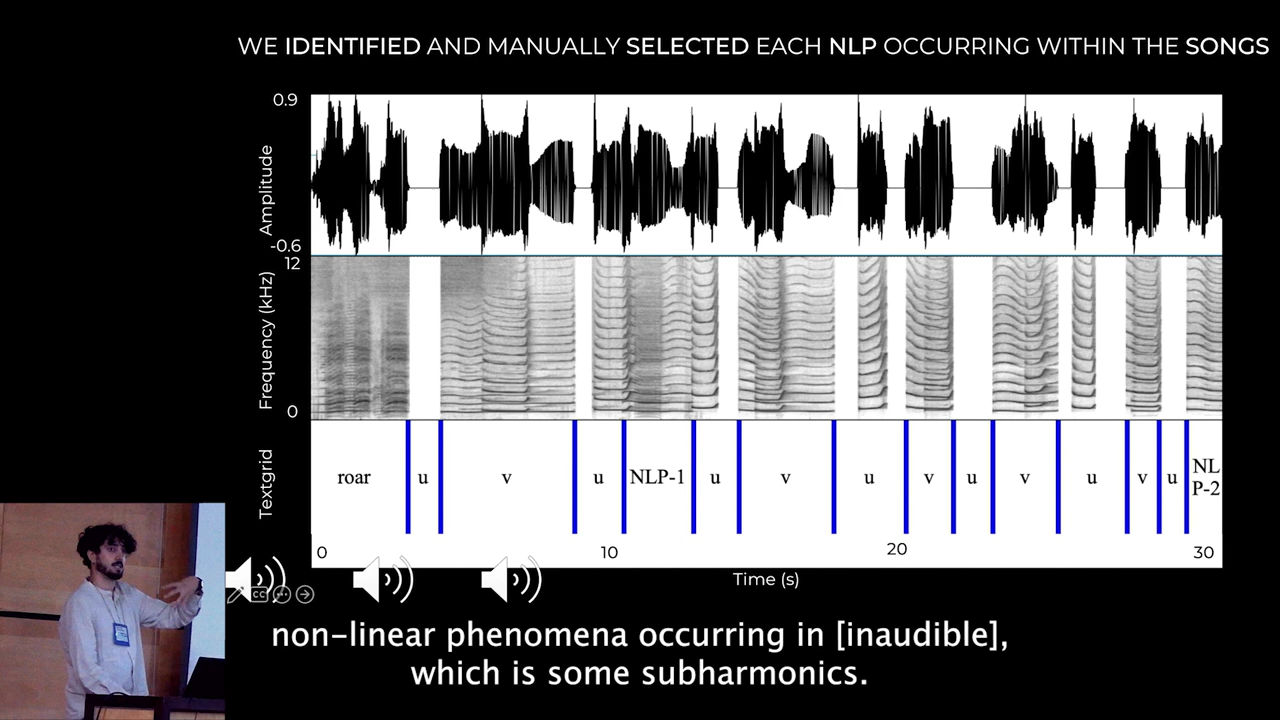 WE IDENTIFIED AND MANUALLY SELECTED EACH NLP OCCURRING WITHIN THE SONGS
0.9
Amplitude
-0.6
12
Frequency (kHz)
0
Textgrid
roar u v u NLP-1 u v u v u v u v u NL
P-2
0 10 20 30
Time (s)
CC
non-linear phenomena occurring in [inaudible],
which is some subharmonics.